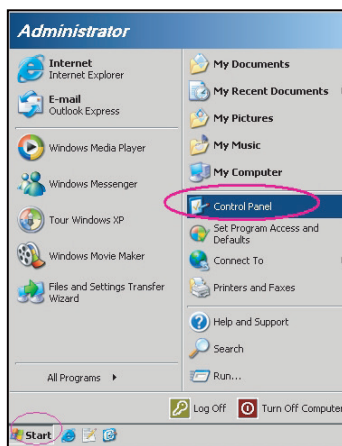 Administrator
Internet
Internet Explorer
E-mail
Outlook Express
Windows Media Player
Windows Messenger
Tour Windows XP
Windows Movie Maker
Files and Settings Transfer
Wizard
All Programs
My Documents
My Recent Documents
My Pictures
My Music
My Computer
Control Panel
Set Program Access and
Defaults
Connect To
Printers and Faxes
Help and Support
Search
Run...
Log Off
Turn Off Computer
Start